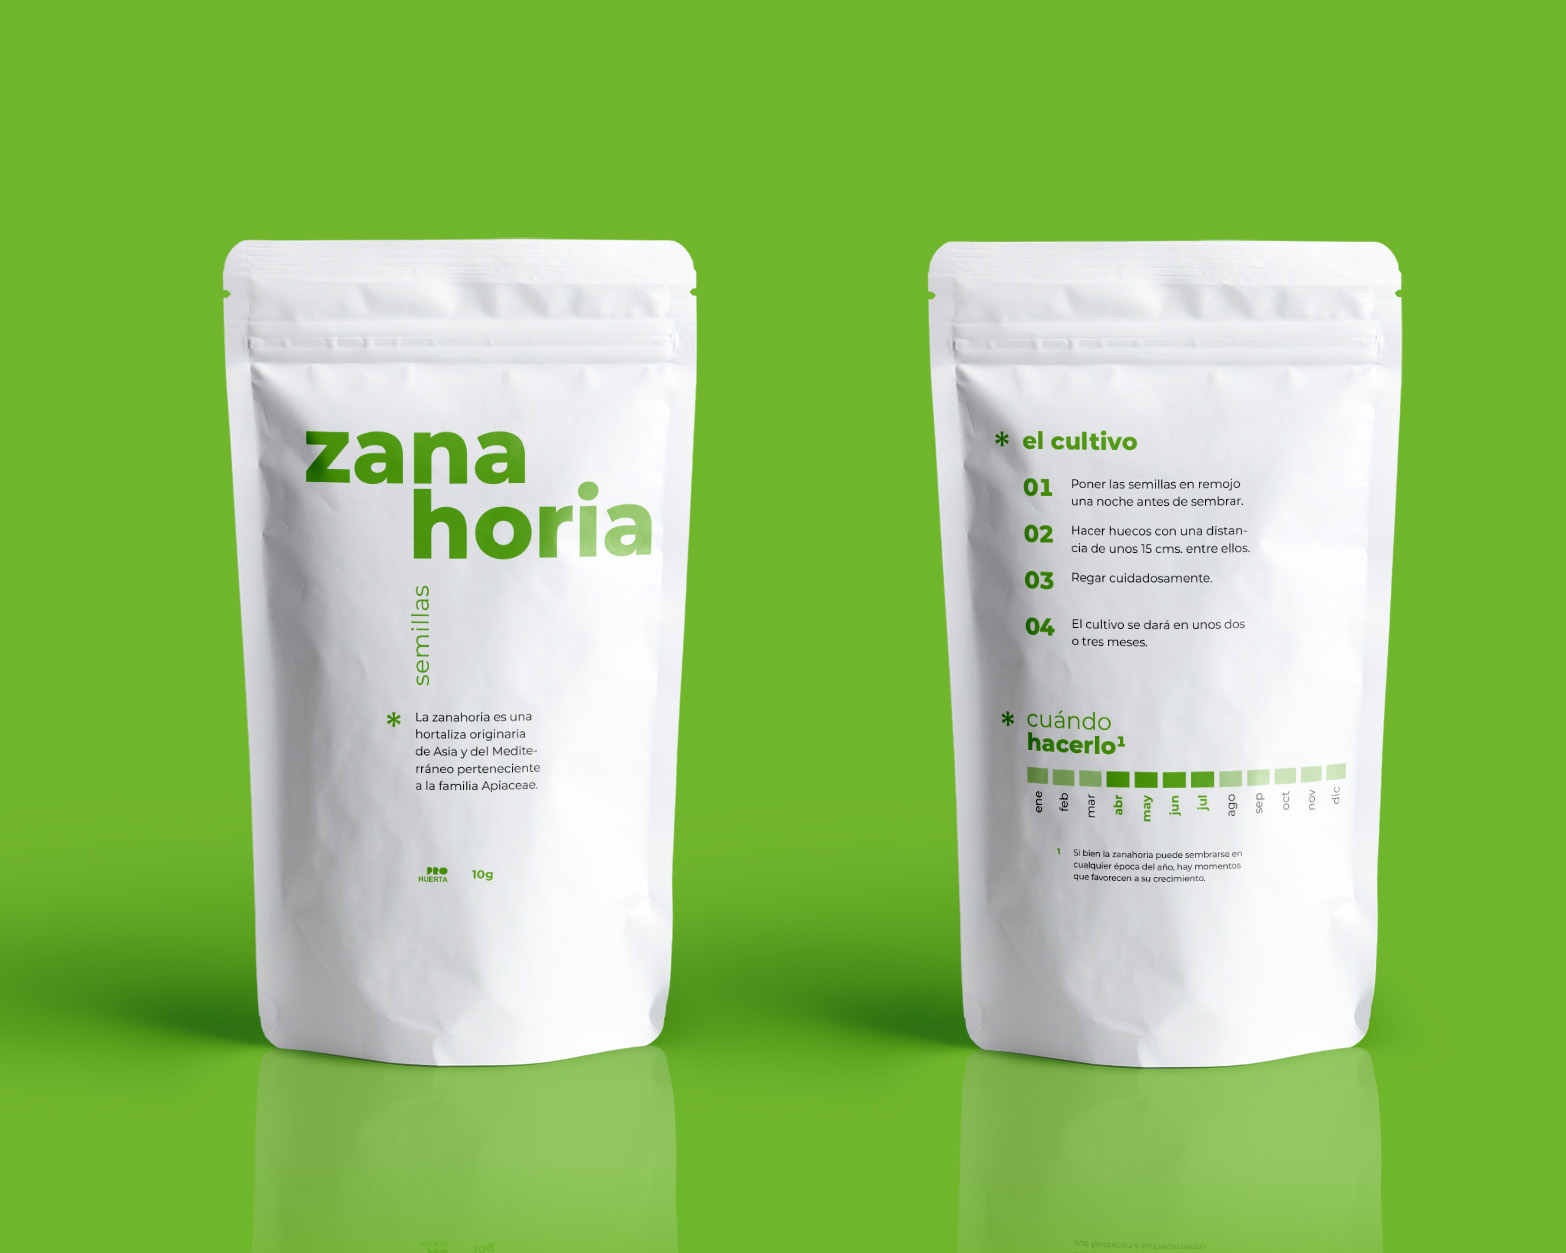 zana
horia
semillas
* La zanahoria es una
hortaliza originaria
de Asia y del Medite-
rráneo perteneciente
a la familia Apiaceae.
PRO
HUERTA
10g
* el cultivo
01 Poner las semillas en remojo
una noche antes de sembrar.
02 Hacer huecos con una distan-
cia de unos 15 cms. entre ellos.
03 Regar cuidadosamente.
04 El cultivo se dará en unos dos
o tres meses.
* cuándo
hacerlo¹
ene feb mar abr may jun jul ago sep oct nov dic
¹ Si bien la zanahoria puede sembrarse en
cualquier época del año, hay momentos
que favorecen a su crecimiento.